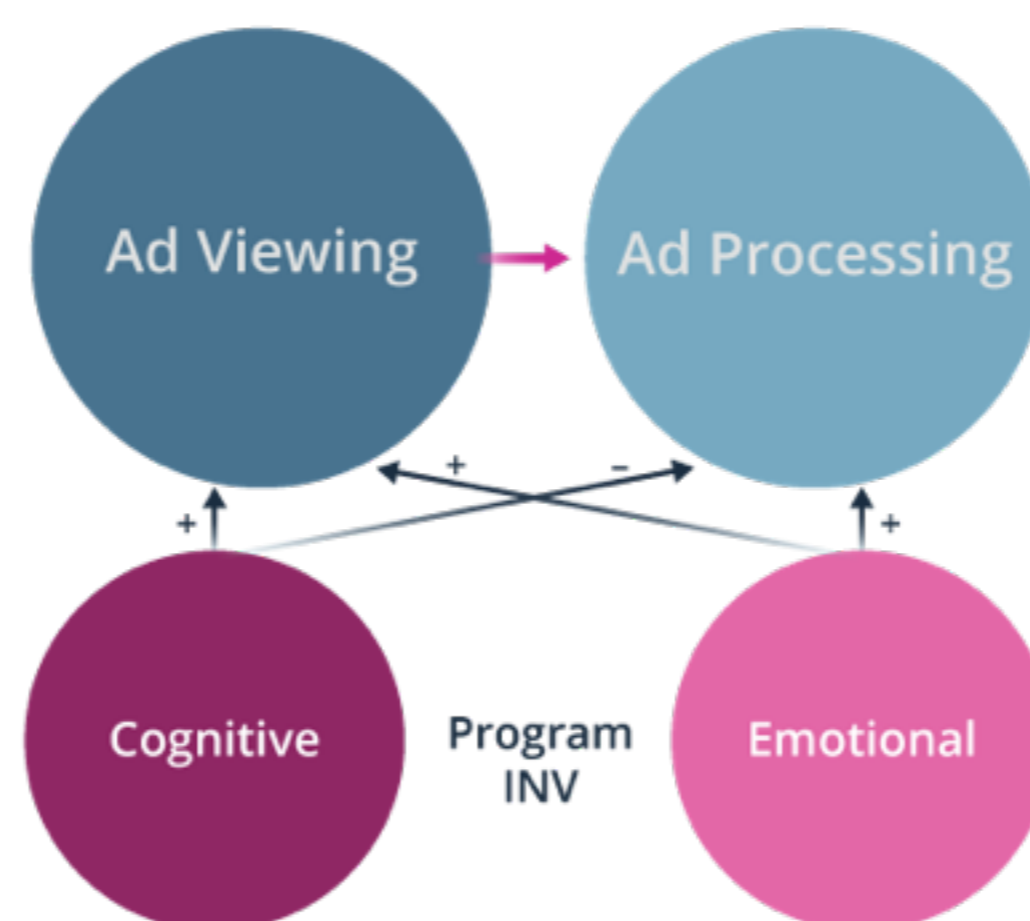 Ad Viewing
Ad Processing
+
–
+
+
Cognitive
Program
INV
Emotional